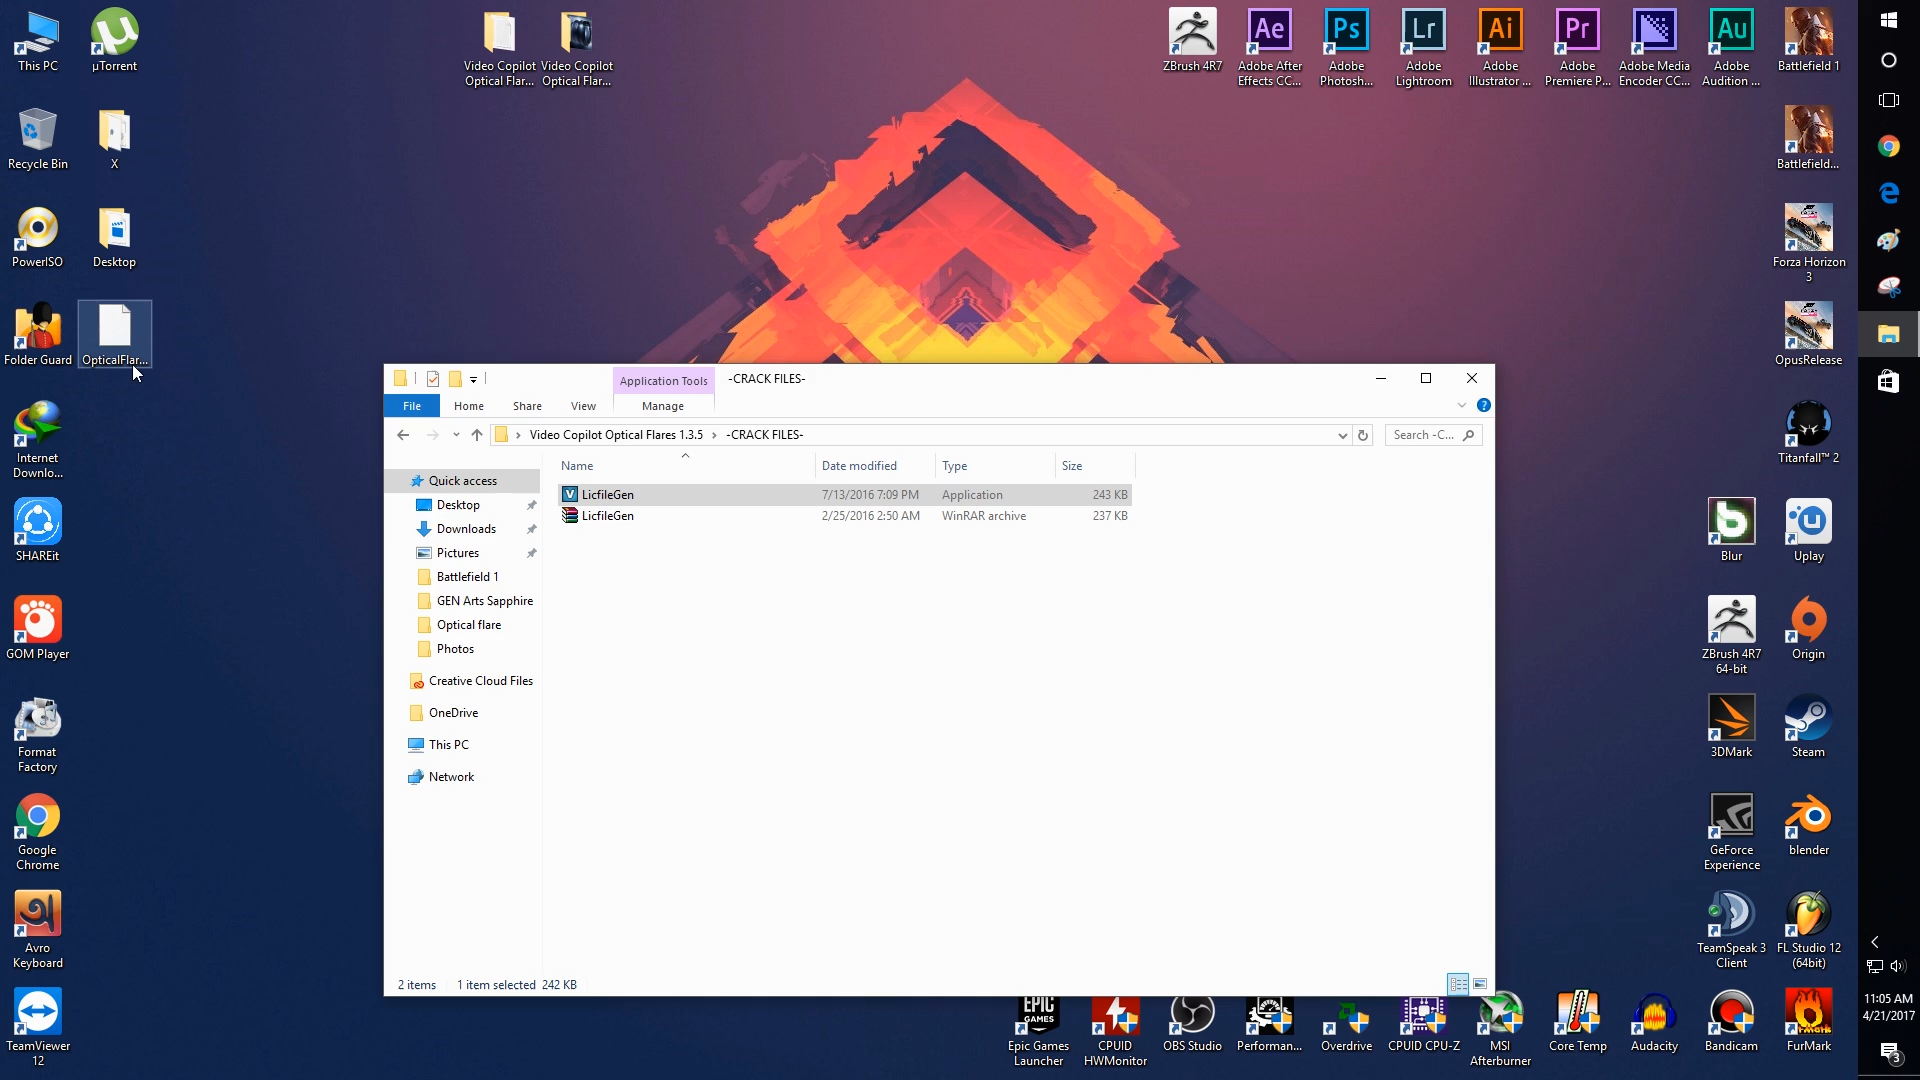 This PC
µTorrent
Video Copilot
Optical Flar...
Video Copilot
Optical Flar...
ZBrush 4R7
Adobe After
Effects CC...
Adobe
Photosh...
Adobe
Lightroom
Adobe
Illustrator ...
Adobe
Premiere P...
Adobe Media
Encoder CC...
Adobe
Audition ...
Battlefield 1
Ae
Ps
Lr
Ai
Pr
Au
Recycle Bin
X
Battlefield...
PowerISO
Desktop
Forza Horizon
3
Folder Guard
OpticalFlar...
OpusRelease
Application Tools
-CRACK FILES-
File
Home
Share
View
Manage
Video Copilot Optical Flares 1.3.5
-CRACK FILES-
Search -C...
Name
Date modified
Type
Size
LicfileGen
7/13/2016 7:09 PM
Application
243 KB
LicfileGen
2/25/2016 2:50 AM
WinRAR archive
237 KB
Quick access
Desktop
Downloads
Pictures
Battlefield 1
GEN Arts Sapphire
Optical flare
Photos
Creative Cloud Files
OneDrive
This PC
Network
2 items
1 item selected
242 KB
Internet
Downlo...
SHAREit
GOM Player
Format
Factory
Google
Chrome
Avro
Keyboard
TeamViewer
12
Titanfall™ 2
Blur
Uplay
ZBrush 4R7
64-bit
Origin
3DMark
Steam
GeForce
Experience
blender
TeamSpeak 3
Client
FL Studio 12
(64bit)
EPIC
GAMES
Epic Games
Launcher
CPUID
HWMonitor
OBS Studio
Performan...
Overdrive
CPUID CPU-Z
MSI
Afterburner
Core Temp
Audacity
Bandicam
FurMark
11:05 AM
4/21/2017
3